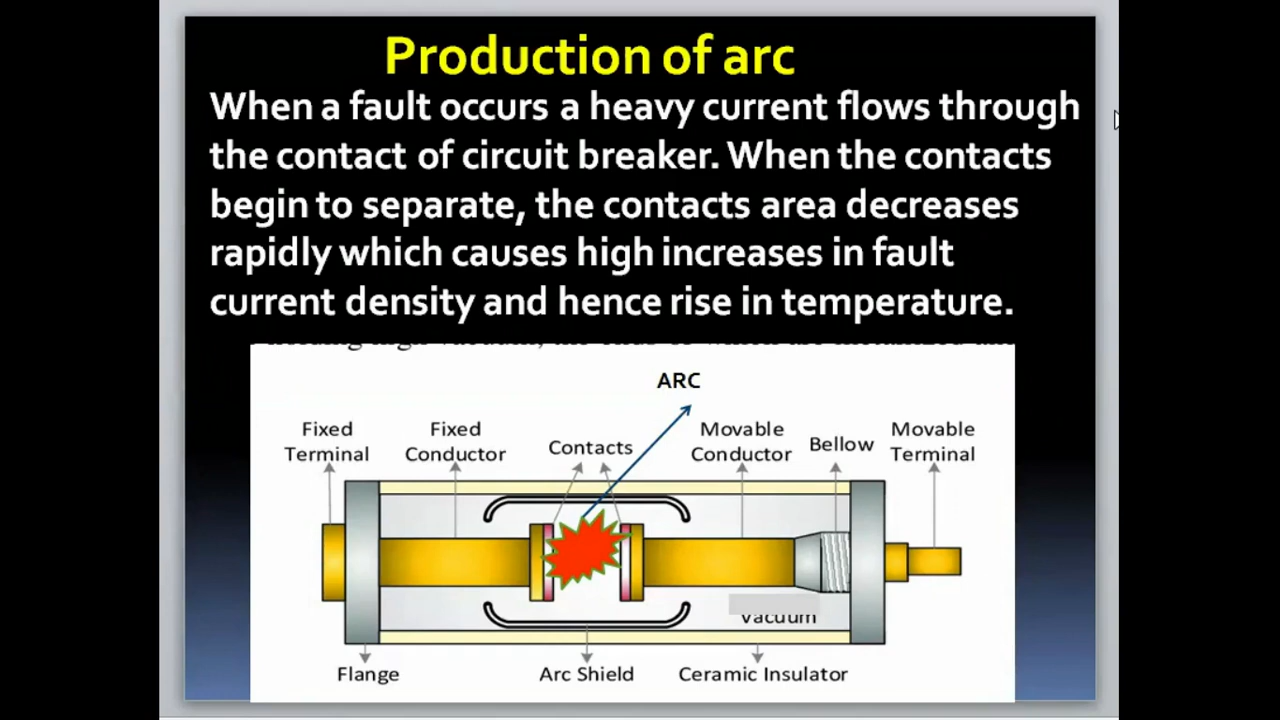 Production of arc
When a fault occurs a heavy current flows through
the contact of circuit breaker. When the contacts
begin to separate, the contacts area decreases
rapidly which causes high increases in fault
current density and hence rise in temperature.
ARC
Fixed Terminal
Fixed Conductor
Contacts
Movable Conductor
Bellow
Movable Terminal
Vacuum
Flange
Arc Shield
Ceramic Insulator